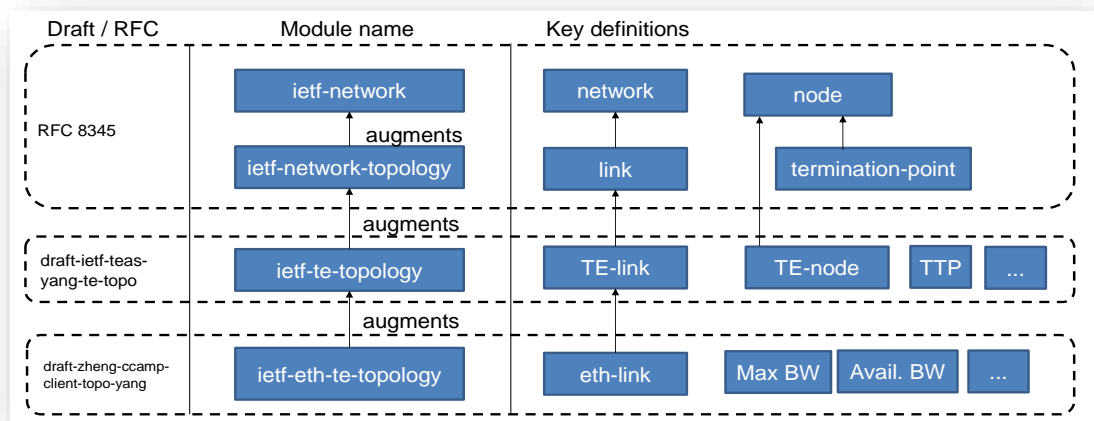 Draft / RFC
Module name
Key definitions
RFC 8345
ietf-network
augments
ietf-network-topology
network
link
node
termination-point
augments
draft-ietf-teas-
yang-te-topo
ietf-te-topology
TE-link
TE-node
TTP
...
augments
draft-zheng-ccamp-
client-topo-yang
ietf-eth-te-topology
eth-link
Max BW
Avail. BW
...